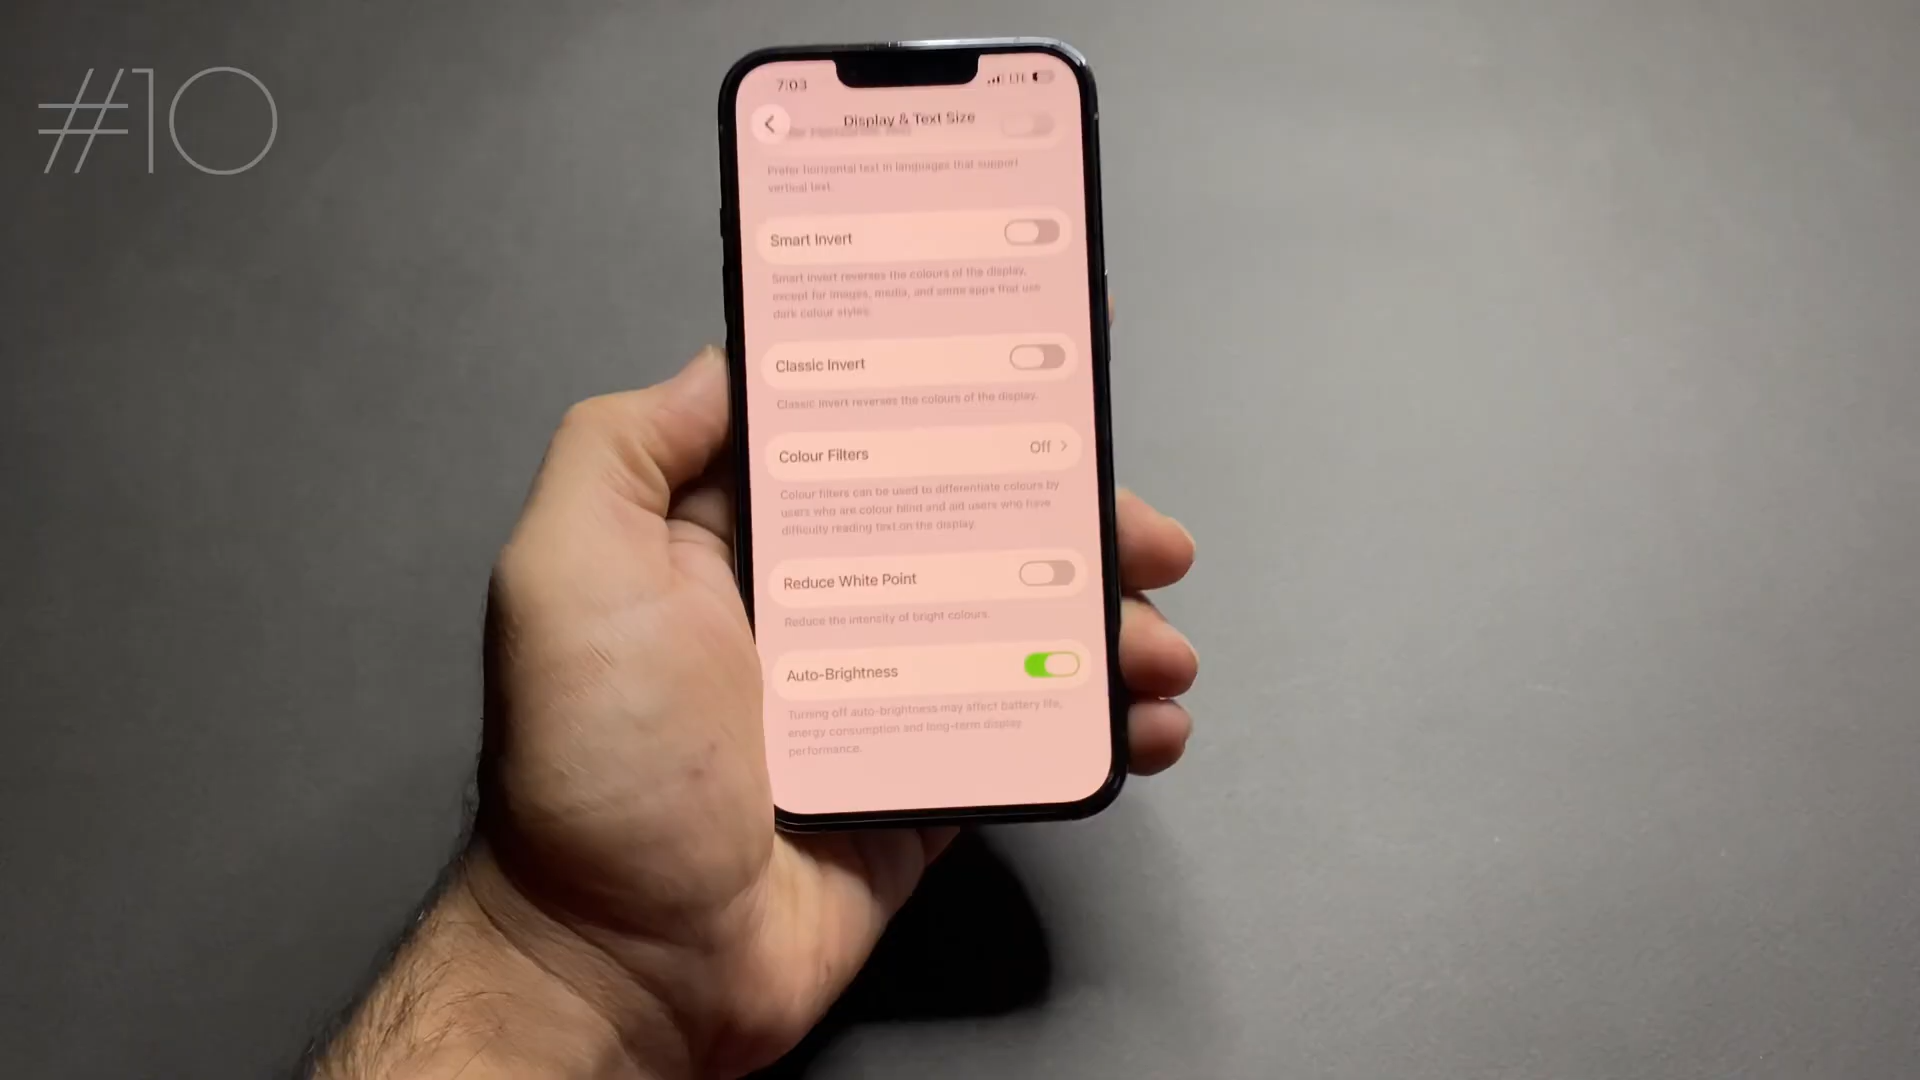 #10
7:03
LTE
Display & Text Size
Prefer horizontal text in languages that support
vertical text.
Smart Invert
Smart Invert reverses the colours of the display,
except for images, media, and some apps that use
dark colour styles.
Classic Invert
Classic Invert reverses the colours of the display.
Colour Filters
Off
Colour filters can be used to differentiate colours by
users who are colour blind and aid users who have
difficulty reading text on the display.
Reduce White Point
Reduce the intensity of bright colours.
Auto-Brightness
Turning off auto-brightness may affect battery life,
energy consumption and long-term display
performance.